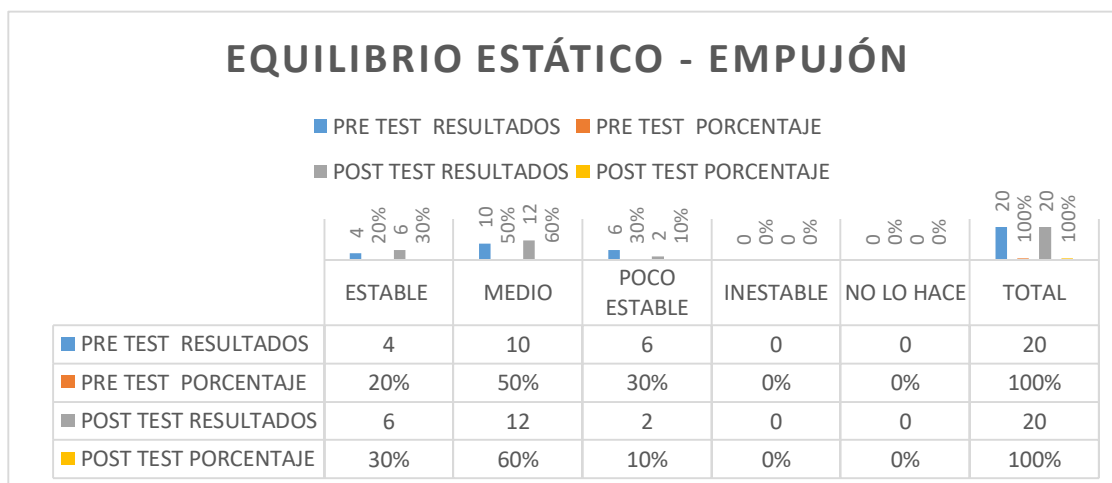 EQUILIBRIO ESTÁTICO - EMPUJÓN
PRE TEST  RESULTADOS PRE TEST  PORCENTAJE
POST TEST RESULTADOS POST TEST PORCENTAJE
4 20% 6 30% 10 50% 12 60% 6 30% 2 10% 0 0% 0 0% 0 0% 0 0% 20 100% 20 100%
ESTABLE MEDIO POCO ESTABLE INESTABLE NO LO HACE TOTAL
PRE TEST  RESULTADOS 4 10 6 0 0 20
PRE TEST  PORCENTAJE 20% 50% 30% 0% 0% 100%
POST TEST RESULTADOS 6 12 2 0 0 20
POST TEST PORCENTAJE 30% 60% 10% 0% 0% 100%